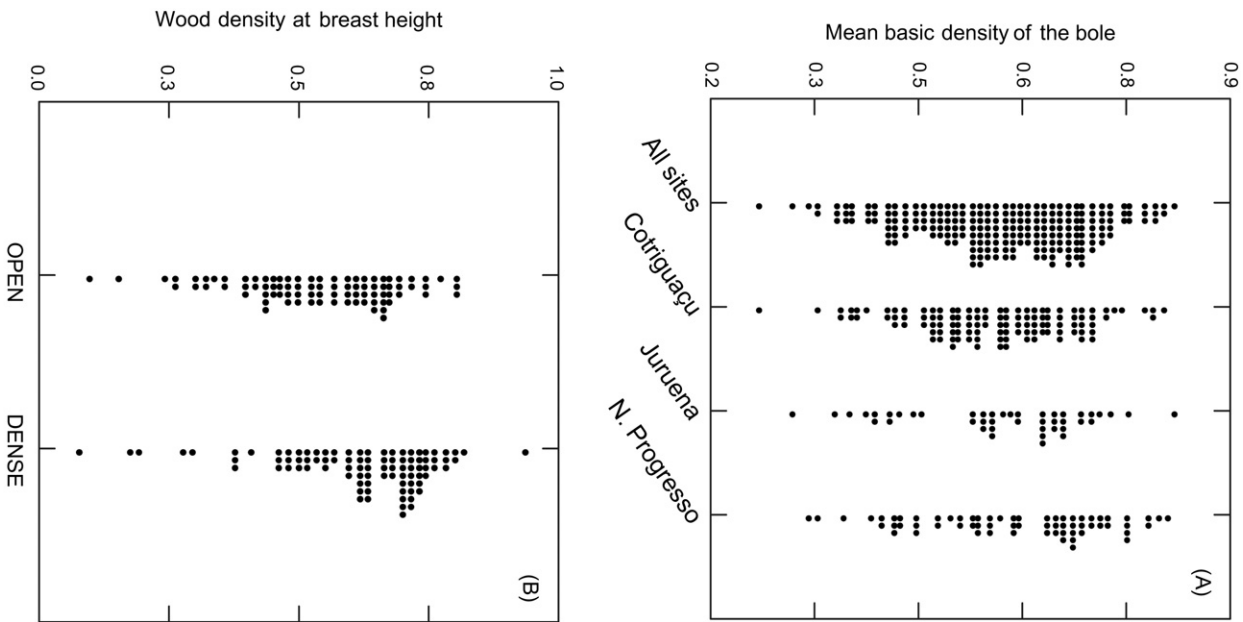 Wood density at breast height
0.0
0.3
0.5
0.8
1.0
OPEN
DENSE
(B)
Mean basic density of the bole
0.2
0.3
0.5
0.6
0.8
0.9
All sites
Cotriguaçu
Juruena
N. Progresso
(A)